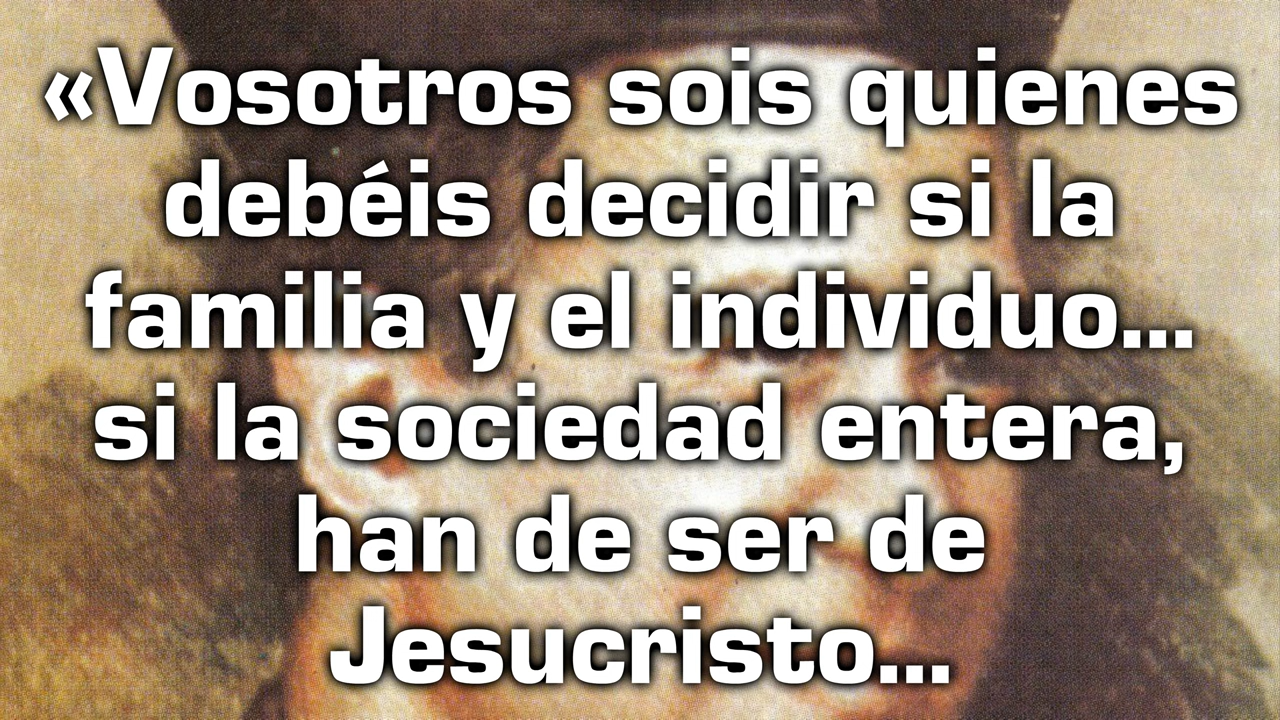 «Vosotros sois quienes
debéis decidir si la
familia y el individuo...
si la sociedad entera,
han de ser de
Jesucristo...